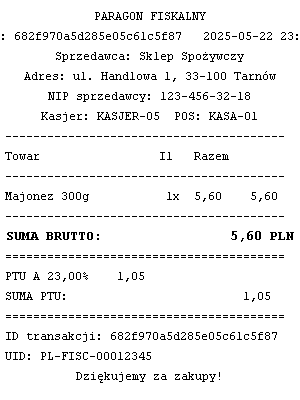 PARAGON FISKALNY
: 682f970a5d285e05c61c5f87 2025-05-22 23:
Sprzedawca: Sklep Spożywczy
Adres: ul. Handlowa 1, 33-100 Tarnów
NIP sprzedawcy: 123-456-32-18
Kasjer: KASJER-05 POS: KASA-01
----------------------------------------
Towar Il Razem
----------------------------------------
Majonez 300g 1x 5,60 5,60
----------------------------------------
SUMA BRUTTO: 5,60 PLN
========================================
PTU A 23,00% 1,05
SUMA PTU: 1,05
========================================
ID transakcji: 682f970a5d285e05c61c5f87
UID: PL-FISC-00012345
Dziękujemy za zakupy!